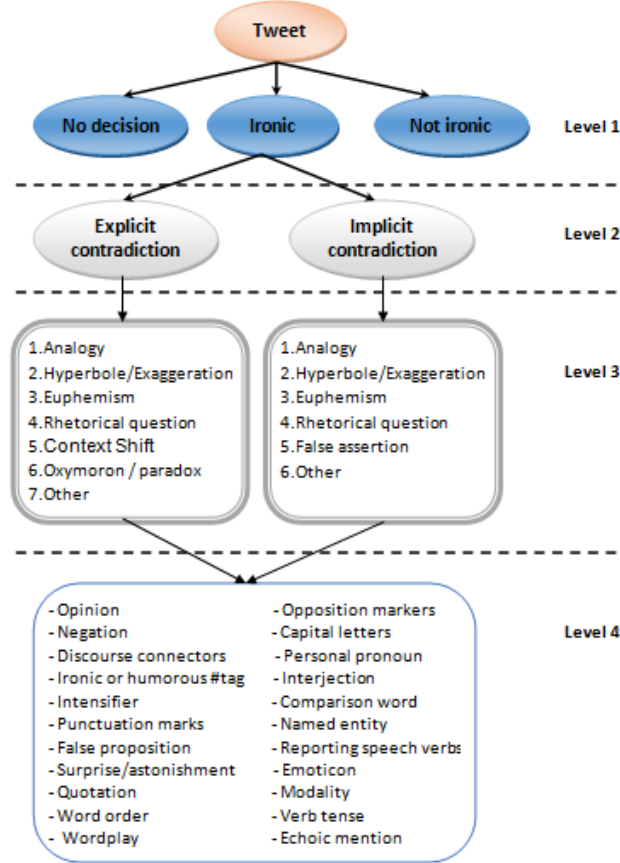 Tweet
No decision
Ironic
Not ironic
Level 1
Explicit
contradiction
Implicit
contradiction
Level 2
1.Analogy
2.Hyperbole/Exaggeration
3.Euphemism
4.Rhetorical question
5.Context Shift
6.Oxymoron / paradox
7.Other
1.Analogy
2.Hyperbole/Exaggeration
3.Euphemism
4.Rhetorical question
5.False assertion
6.Other
Level 3
- Opinion
- Negation
- Discourse connectors
- Ironic or humorous #tag
- Intensifier
- Punctuation marks
- False proposition
- Surprise/astonishment
- Quotation
- Word order
- Wordplay
- Opposition markers
- Capital letters
- Personal pronoun
- Interjection
- Comparison word
- Named entity
- Reporting speech verbs
- Emoticon
- Modality
- Verb tense
- Echoic mention
Level 4